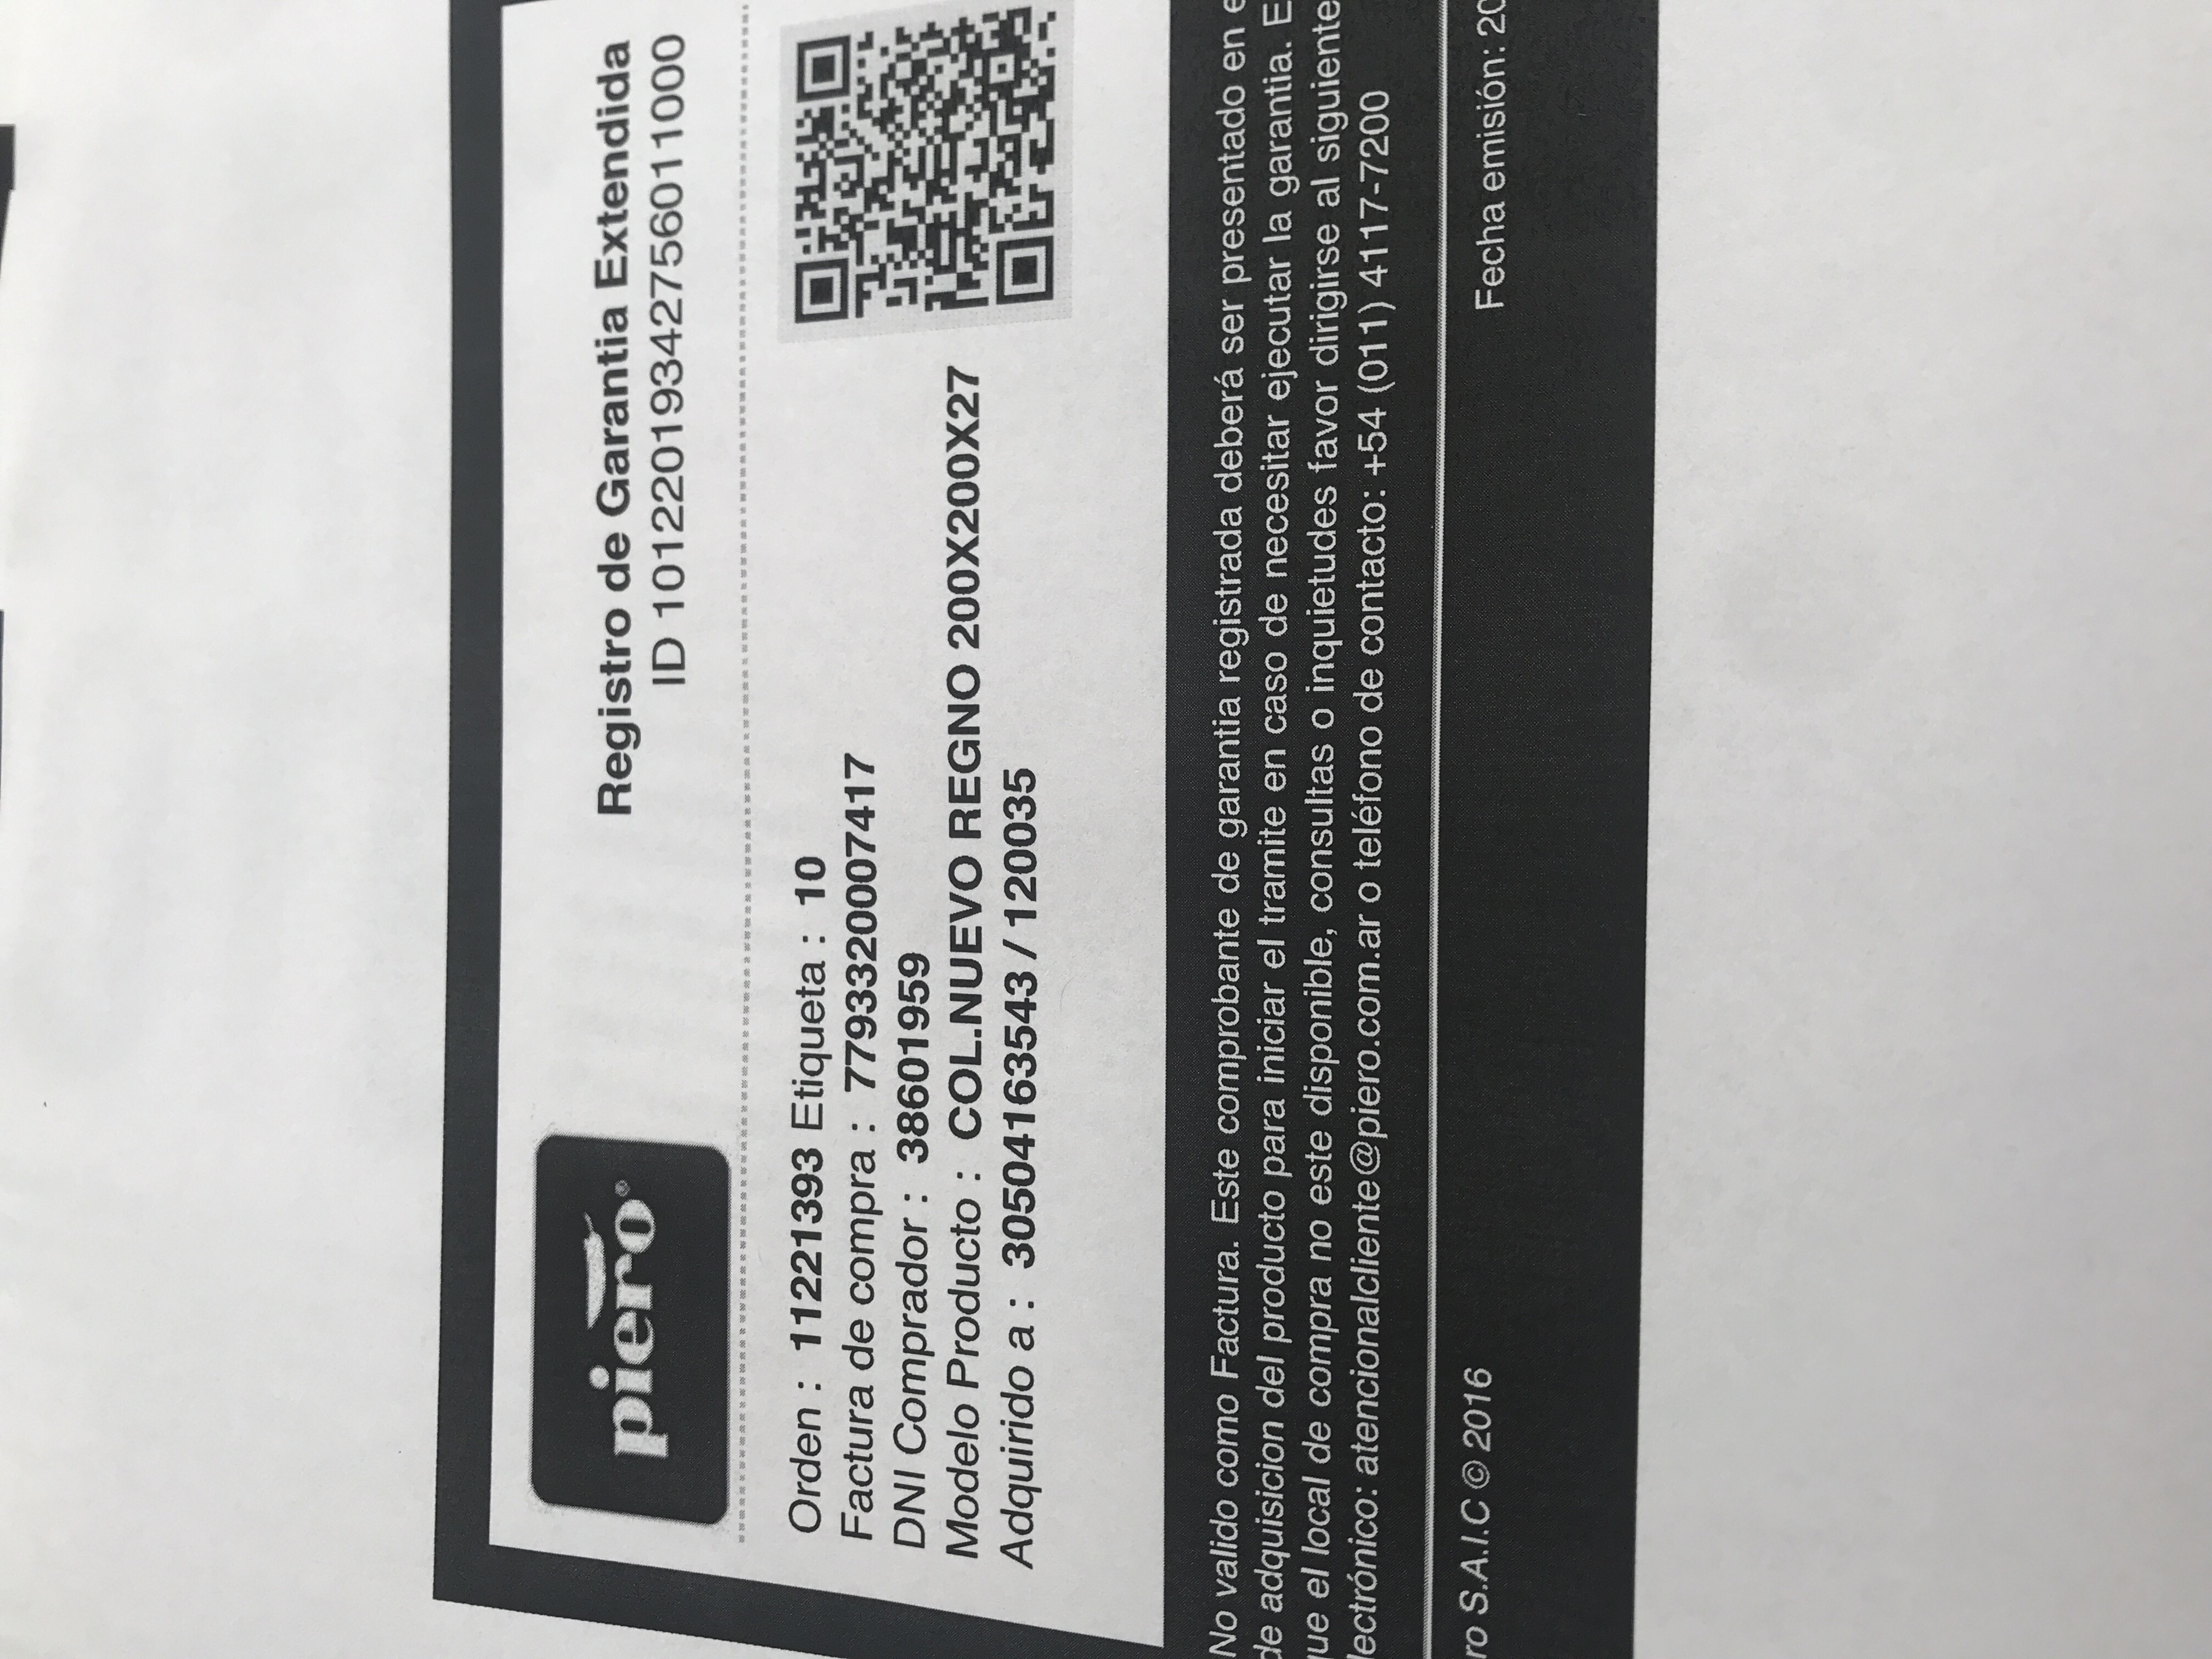 piero®
Registro de Garantia Extendida
ID 10122019342756011000
Orden : 11221393 Etiqueta : 10
Factura de compra : 7793320007417
DNI Comprador : 38601959
Modelo Producto : COL.NUEVO REGNO 200X200X27
Adquirido a : 30504163543 / 120035
No valido como Factura. Este comprobante de garantia registrada deberá ser presentado en e
de adquisicion del producto para iniciar el tramite en caso de necesitar ejecutar la garantia. E
que el local de compra no este disponible, consultas o inquietudes favor dirigirse al siguiente
lectrónico: atencionalcliente@piero.com.ar o teléfono de contacto: +54 (011) 4117-7200
ro S.A.I.C © 2016
Fecha emisión: 20